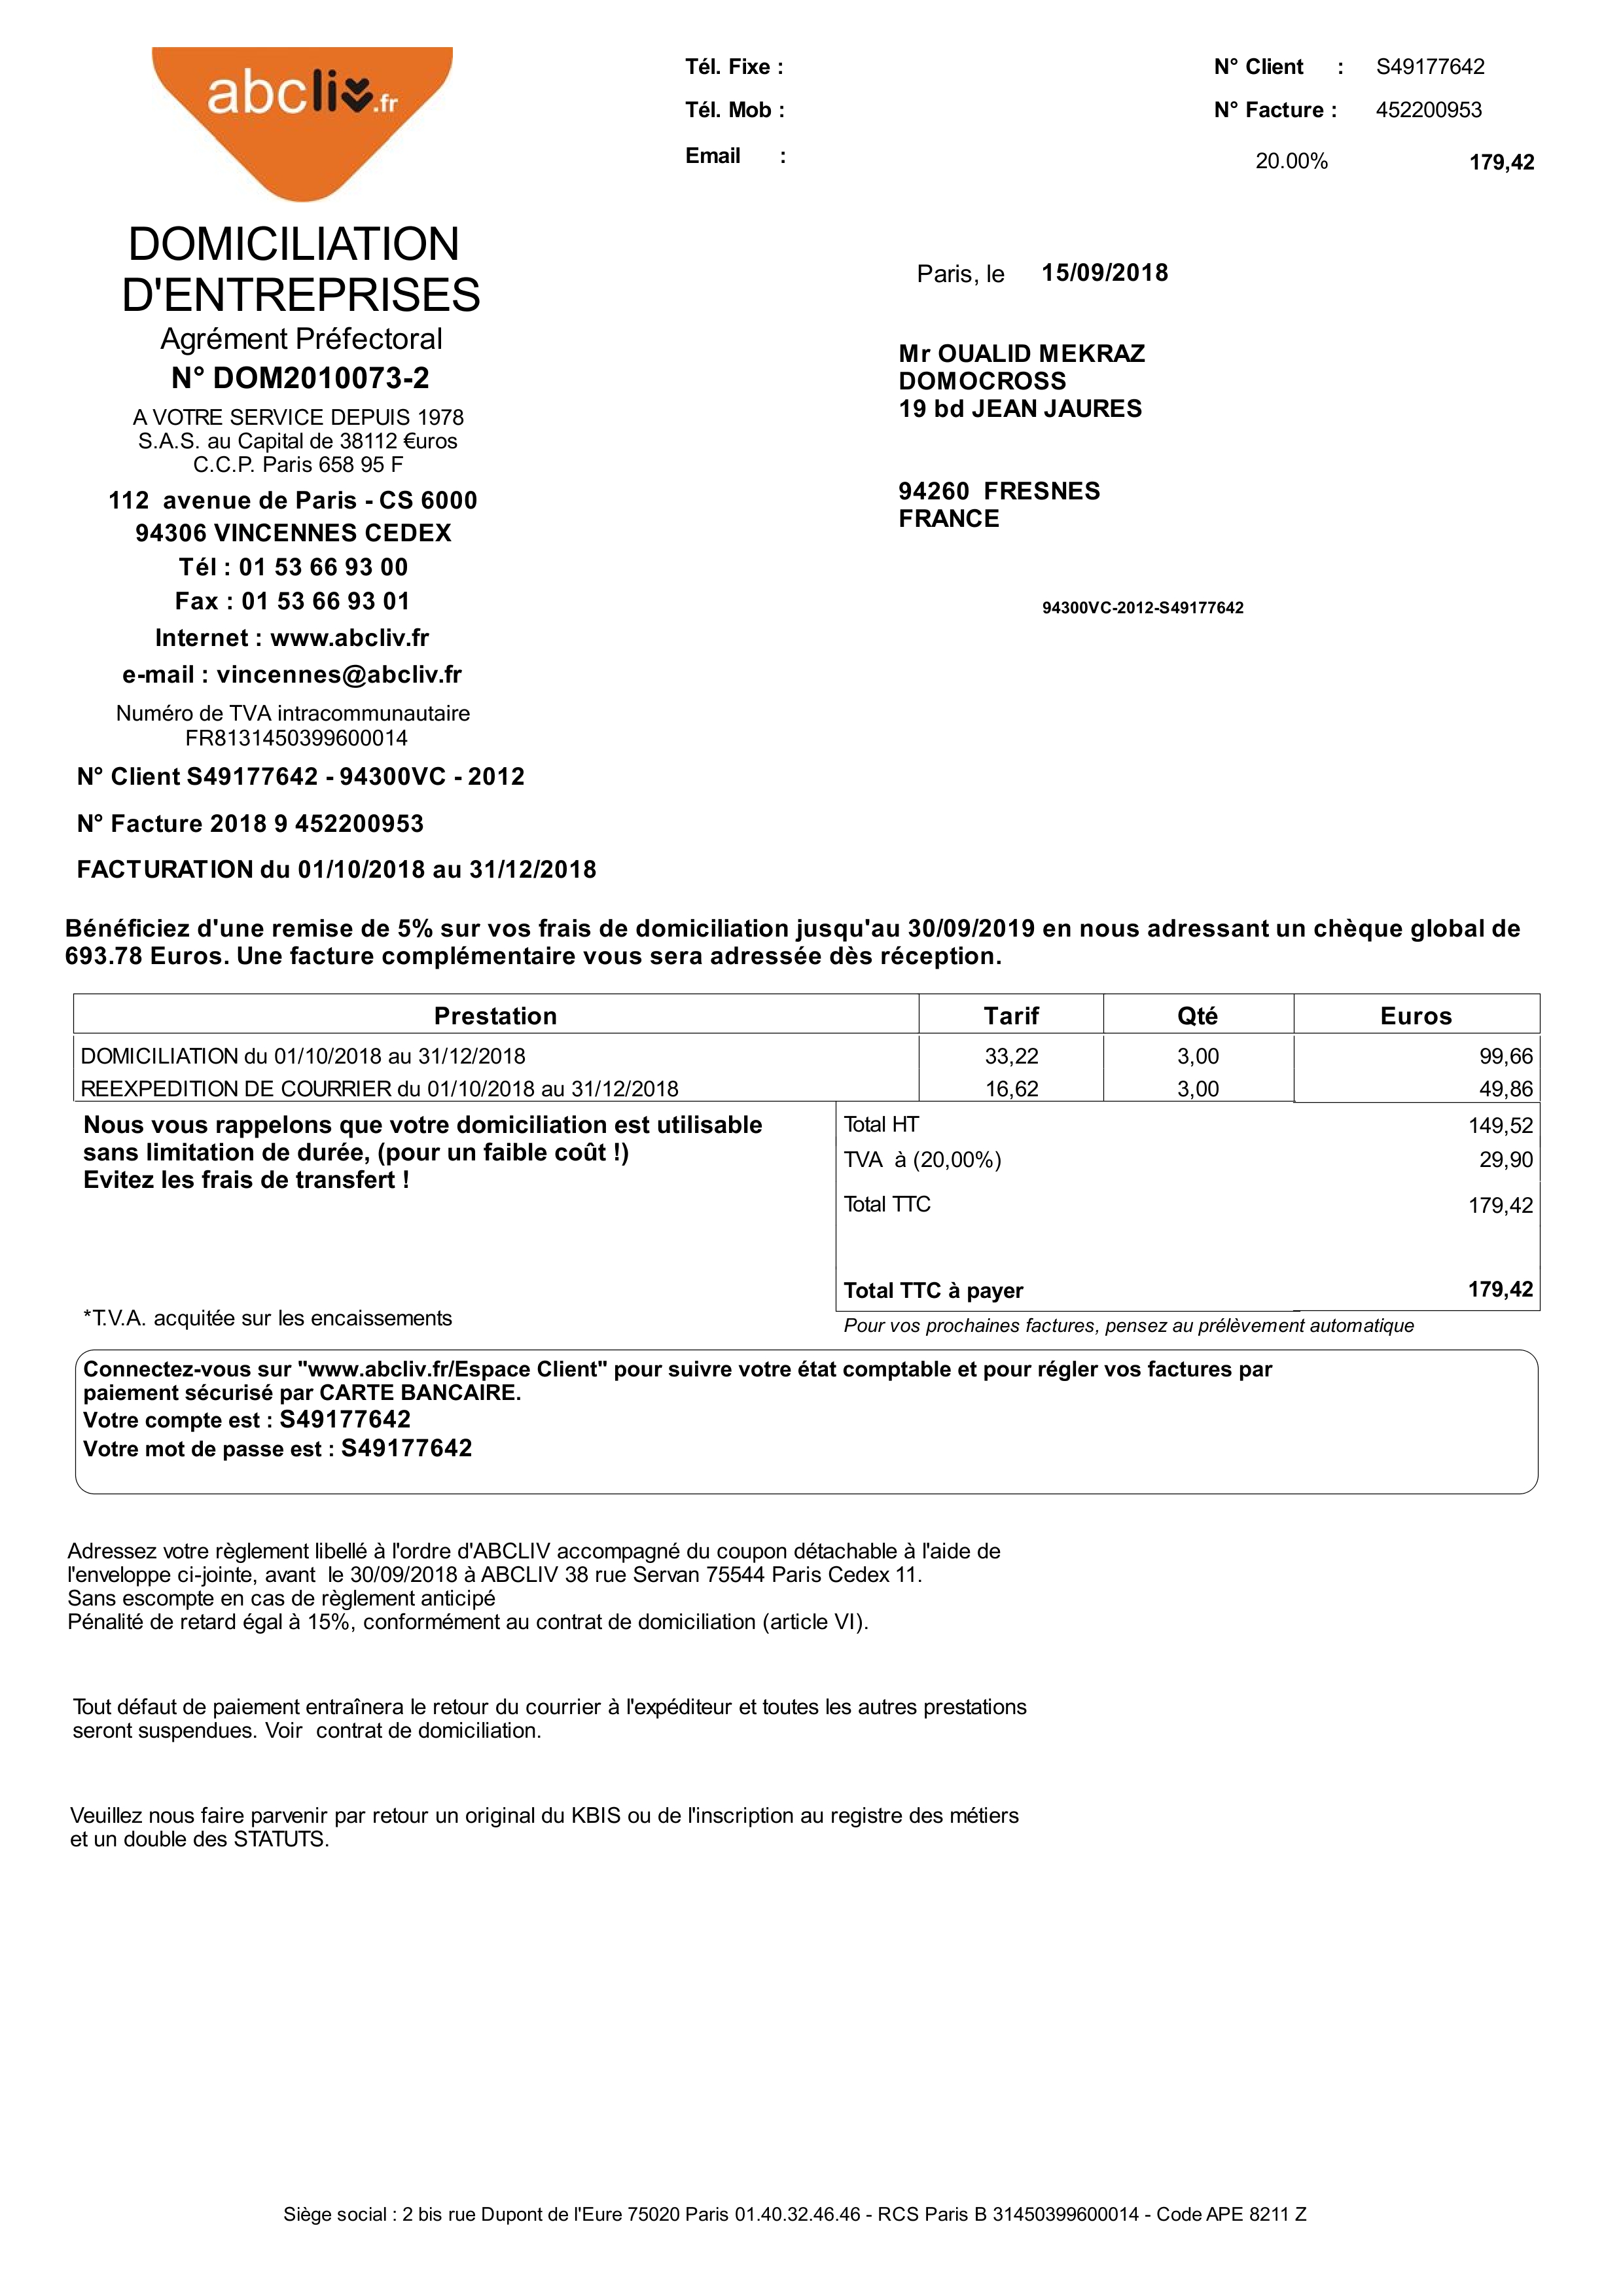 abcliv.fr
Tél. Fixe :
Tél. Mob :
Email :
N° Client : S49177642
N° Facture : 452200953
20.00% 179,42
DOMICILIATION
D'ENTREPRISES
Agrément Préfectoral
N° DOM2010073-2
A VOTRE SERVICE DEPUIS 1978
S.A.S. au Capital de 38112 €uros
C.C.P. Paris 658 95 F
112 avenue de Paris - CS 6000
94306 VINCENNES CEDEX
Tél : 01 53 66 93 00
Fax : 01 53 66 93 01
Internet : www.abcliv.fr
e-mail : vincennes@abcliv.fr
Numéro de TVA intracommunautaire
FR8131450399600014
Paris, le 15/09/2018
Mr OUALID MEKRAZ
DOMOCROSS
19 bd JEAN JAURES
94260 FRESNES
FRANCE
94300VC-2012-S49177642
N° Client S49177642 - 94300VC - 2012
N° Facture 2018 9 452200953
FACTURATION du 01/10/2018 au 31/12/2018
Bénéficiez d'une remise de 5% sur vos frais de domiciliation jusqu'au 30/09/2019 en nous adressant un chèque global de
693.78 Euros. Une facture complémentaire vous sera adressée dès réception.
Prestation Tarif Qté Euros
DOMICILIATION du 01/10/2018 au 31/12/2018 33,22 3,00 99,66
REEXPEDITION DE COURRIER du 01/10/2018 au 31/12/2018 16,62 3,00 49,86
Nous vous rappelons que votre domiciliation est utilisable
sans limitation de durée, (pour un faible coût !)
Evitez les frais de transfert !
Total HT 149,52
TVA à (20,00%) 29,90
Total TTC 179,42
Total TTC à payer 179,42
*T.V.A. acquitée sur les encaissements
Pour vos prochaines factures, pensez au prélèvement automatique
Connectez-vous sur "www.abcliv.fr/Espace Client" pour suivre votre état comptable et pour régler vos factures par
paiement sécurisé par CARTE BANCAIRE.
Votre compte est : S49177642
Votre mot de passe est : S49177642
Adressez votre règlement libellé à l'ordre d'ABCLIV accompagné du coupon détachable à l'aide de
l'enveloppe ci-jointe, avant le 30/09/2018 à ABCLIV 38 rue Servan 75544 Paris Cedex 11.
Sans escompte en cas de règlement anticipé
Pénalité de retard égal à 15%, conformément au contrat de domiciliation (article VI).
Tout défaut de paiement entraînera le retour du courrier à l'expéditeur et toutes les autres prestations
seront suspendues. Voir contrat de domiciliation.
Veuillez nous faire parvenir par retour un original du KBIS ou de l'inscription au registre des métiers
et un double des STATUTS.
Siège social : 2 bis rue Dupont de l'Eure 75020 Paris 01.40.32.46.46 - RCS Paris B 31450399600014 - Code APE 8211 Z